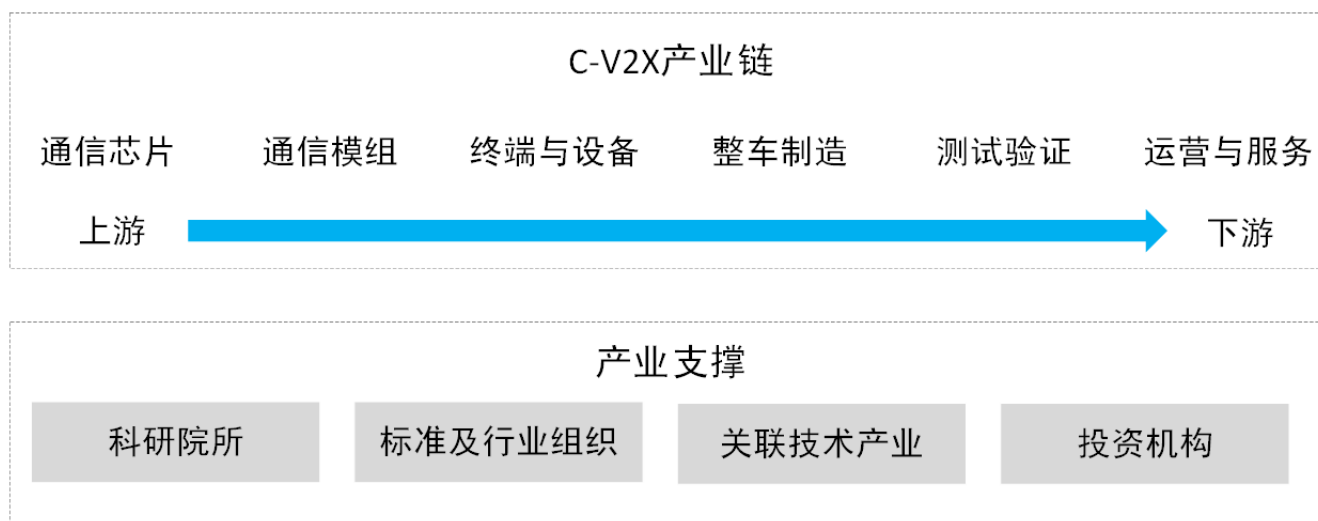 C-V2X产业链
通信芯片 通信模组 终端与设备 整车制造 测试验证 运营与服务
上游 下游
产业支撑
科研院所 标准及行业组织 关联技术产业 投资机构